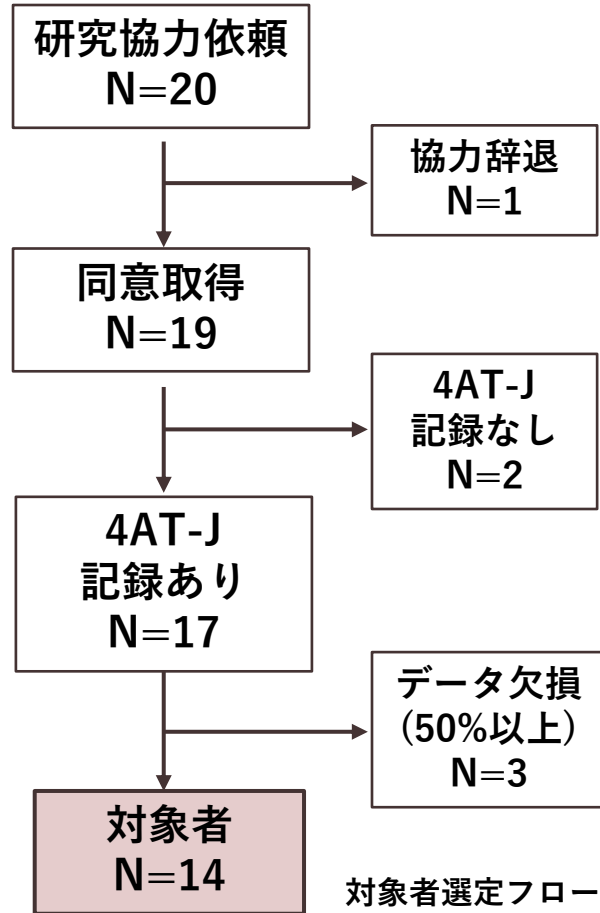 研究協力依頼
N=20
協力辞退
N=1
同意取得
N=19
4AT-J
記録なし
N=2
4AT-J
記録あり
N=17
データ欠損
(50%以上)
N=3
対象者
N=14
対象者選定フロー